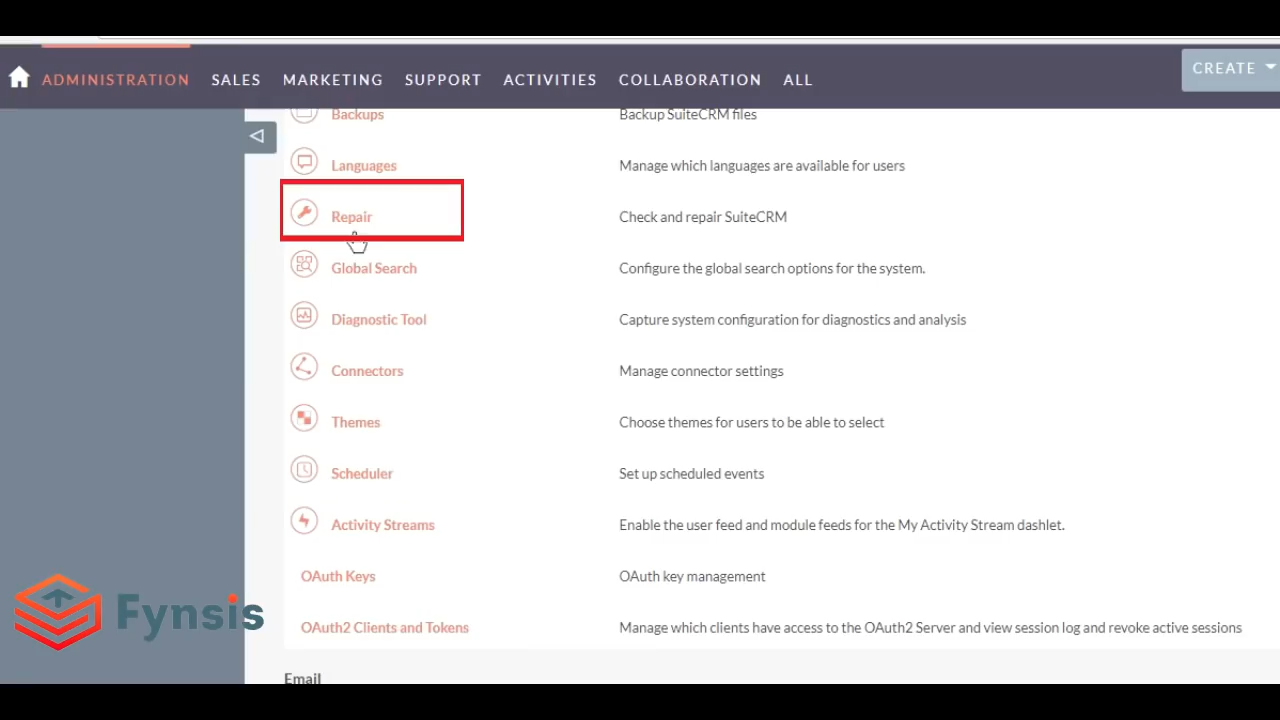 ADMINISTRATION SALES MARKETING SUPPORT ACTIVITIES COLLABORATION ALL CREATE
Backups Backup SuiteCRM files
Languages Manage which languages are available for users
Repair Check and repair SuiteCRM
Global Search Configure the global search options for the system.
Diagnostic Tool Capture system configuration for diagnostics and analysis
Connectors Manage connector settings
Themes Choose themes for users to be able to select
Scheduler Set up scheduled events
Activity Streams Enable the user feed and module feeds for the My Activity Stream dashlet.
OAuth Keys OAuth key management
Fynsis
OAuth2 Clients and Tokens Manage which clients have access to the OAuth2 Server and view session log and revoke active sessions
Email